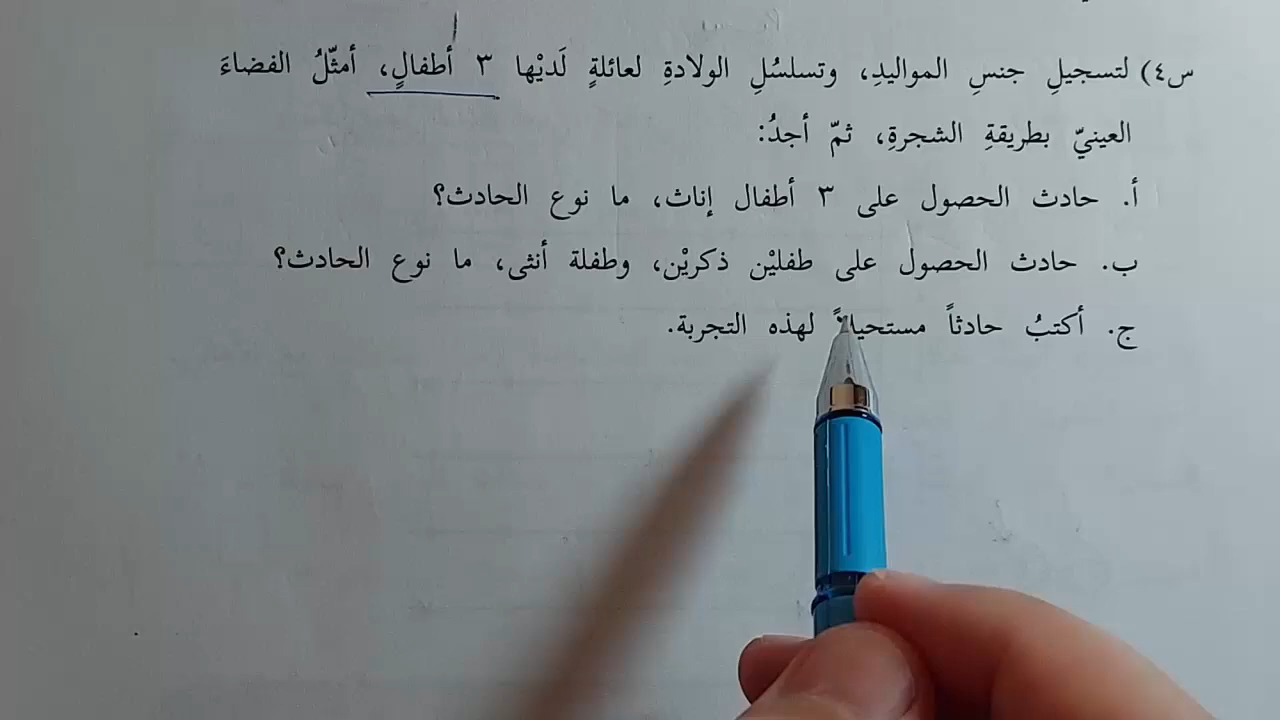 س٤) لتسجيلِ جنسِ المواليدِ، وتسلسُلِ الولادةِ لعائلةٍ لَديْها ٣ أطفالٍ، أمثّلُ الفضاءَ
العينيّ بطريقةِ الشجرةِ، ثمّ أجدُ:
أ. حادث الحصول على ٣ أطفال إناث، ما نوع الحادث؟
ب. حادث الحصول على طفليْن ذكريْن، وطفلة أنثى، ما نوع الحادث؟
ج. أكتبُ حادثاً مستحيلاً لهذه التجربة.